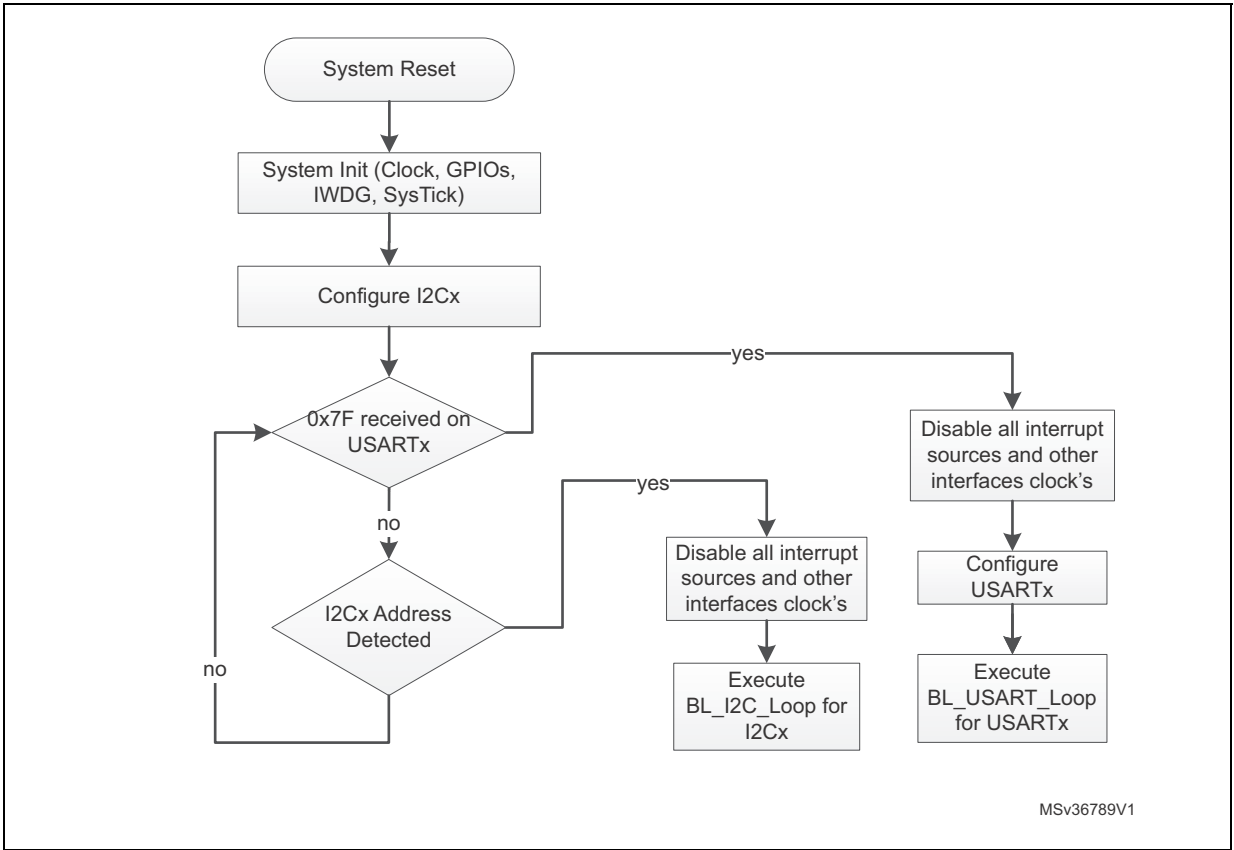 System Reset
System Init (Clock, GPIOs,
IWDG, SysTick)
Configure I2Cx
0x7F received on
USARTx
yes
no
I2Cx Address
Detected
yes
no
Disable all interrupt
sources and other
interfaces clock's
Execute
BL_I2C_Loop for
I2Cx
Disable all interrupt
sources and other
interfaces clock's
Configure
USARTx
Execute
BL_USART_Loop
for USARTx
MSv36789V1